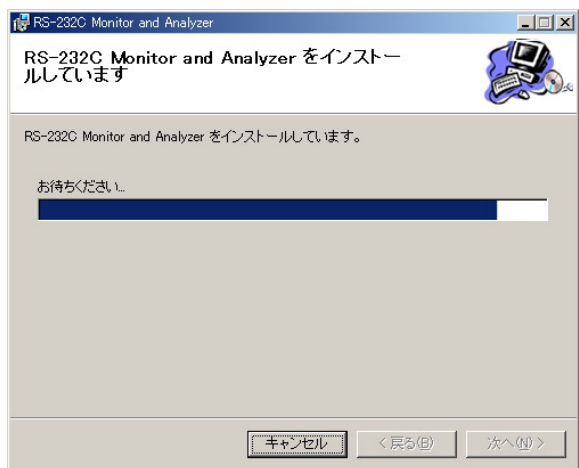 RS-232C Monitor and Analyzer
RS-232C Monitor and Analyzer をインストー
ルしています
RS-232C Monitor and Analyzer をインストールしています。
お待ちください...
キャンセル
< 戻る(B)
次へ(N) >